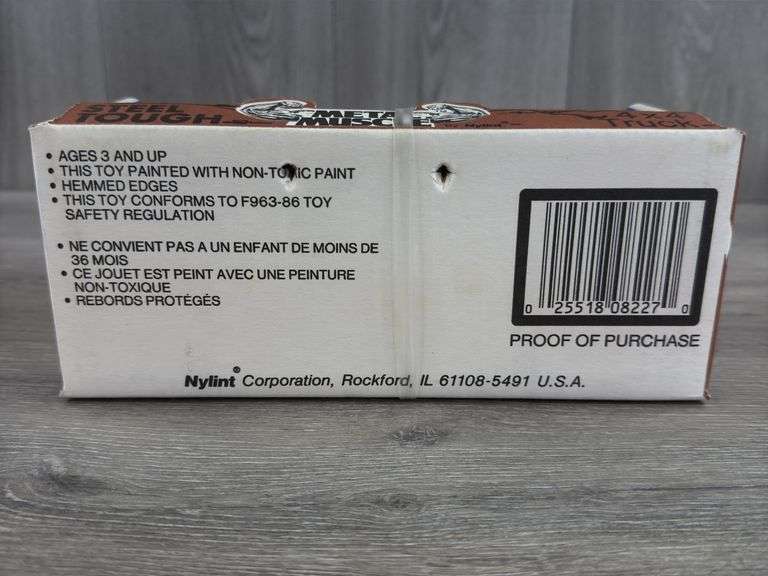 STEEL
TOUGH
METAL
MUSCLE
by Nylint
4x4
TRUCK
• AGES 3 AND UP
• THIS TOY PAINTED WITH NON-TOXIC PAINT
• HEMMED EDGES
• THIS TOY CONFORMS TO F963-86 TOY
SAFETY REGULATION
• NE CONVIENT PAS A UN ENFANT DE MOINS DE
36 MOIS
• CE JOUET EST PEINT AVEC UNE PEINTURE
NON-TOXIQUE
• REBORDS PROTÉGÉS
0 25518 08227 0
PROOF OF PURCHASE
Nylint® Corporation, Rockford, IL 61108-5491 U.S.A.